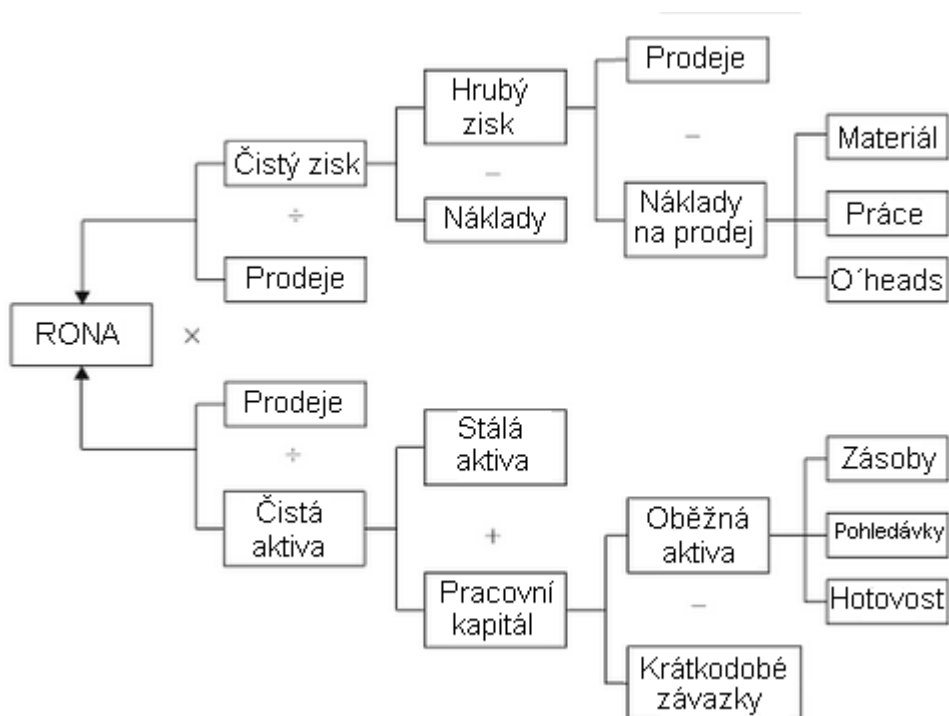 Prodeje
Hrubý
zisk
−
Materiál
Čistý zisk
−
Náklady
na prodej
Práce
÷
Náklady
Prodeje
O´heads
RONA
×
Prodeje
Stálá
aktiva
÷
Zásoby
Čistá
aktiva
+
Oběžná
aktiva
Pohledávky
Pracovní
kapitál
−
Hotovost
Krátkodobé
závazky